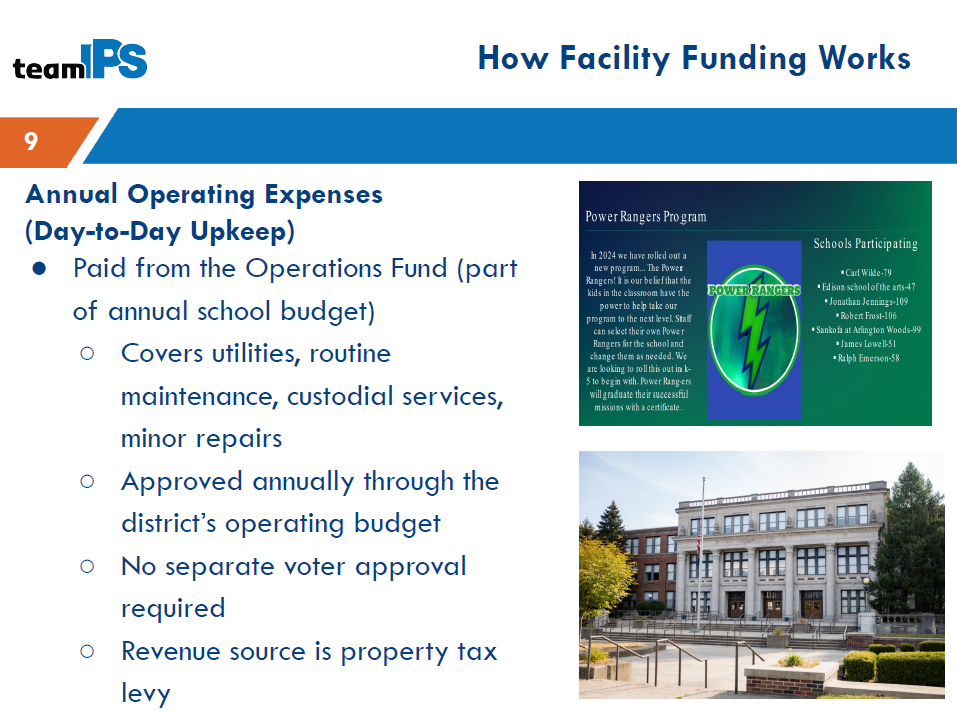 teamIPS
How Facility Funding Works
9
Annual Operating Expenses
(Day-to-Day Upkeep)
● Paid from the Operations Fund (part
of annual school budget)
○ Covers utilities, routine
maintenance, custodial services,
minor repairs
○ Approved annually through the
district’s operating budget
○ No separate voter approval
required
○ Revenue source is property tax
levy
Power Rangers Program
In 2024 we have rolled out a
new program... The Power
Rangers! It is our belief that the
kids in the classroom have the
power to help take our
program to the next level. Staff
can select their own Power
Rangers for the school and
change them as needed. We
are looking to roll this out in k-
5 to begin with. Power Rang-ers
will graduate their successful
missions with a certificate.
POWER RANGERS
Schools Participating
▪ Carl Wilde-79
▪ Edison school of the arts-47
▪ Jonathan Jennings-109
▪ Robert Frost-106
▪ Sankofa at Arlington Woods-99
▪ James Lowell-51
▪ Ralph Emerson-58